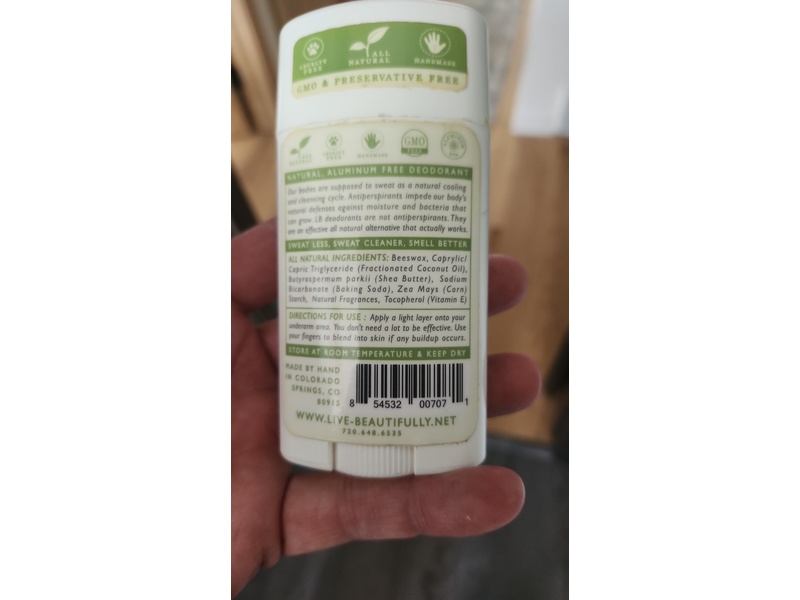 CRUELTY FREE
ALL NATURAL
HANDMADE
GMO & PRESERVATIVE FREE
HANDMADE
GMO
FREE
NATURAL, ALUMINUM FREE DEODORANT
Our bodies are supposed to sweat as a natural cooling
and cleansing cycle. Antiperspirants impede our body's
natural defenses against moisture and bacteria that
can grow. LB deodorants are not antiperspirants. They
are an effective all natural alternative that actually works.
SWEAT LESS, SWEAT CLEANER, SMELL BETTER
ALL NATURAL INGREDIENTS: Beeswax, Caprylic/
Capric Triglyceride (Fractionated Coconut Oil),
Butyrospermum parkii (Shea Butter), Sodium
Bicarbonate (Baking Soda), Zea Mays (Corn)
Starch, Natural Fragrances, Tocopherol (Vitamin E)
DIRECTIONS FOR USE : Apply a light layer onto your
underarm area. You don't need a lot to be effective. Use
your fingers to blend into skin if any buildup occurs.
STORE AT ROOM TEMPERATURE & KEEP DRY
MADE BY HAND
IN COLORADO
SPRINGS, CO
80915
8 54532 00707 1
WWW.LIVE-BEAUTIFULLY.NET
720.648.6525